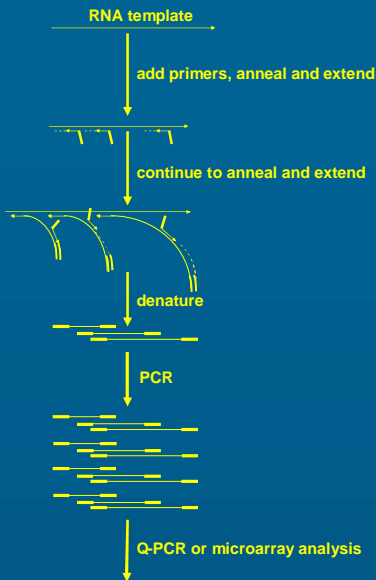 RNA template
add primers, anneal and extend
continue to anneal and extend
denature
PCR
Q-PCR or microarray analysis